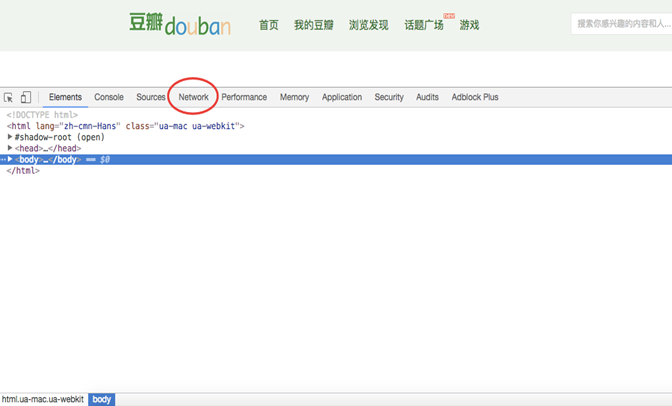 豆瓣douban 首页 我的豆瓣 浏览发现 话题广场 new 游戏 搜索你感兴趣的内容和人...
Elements Console Sources Network Performance Memory Application Security Audits Adblock Plus
<!DOCTYPE html>
<html lang="zh-cmn-Hans" class="ua-mac ua-webkit">
▶#shadow-root (open)
▶<head>…</head>
…▶<body>…</body> == $0
</html>
html.ua-mac.ua-webkit body